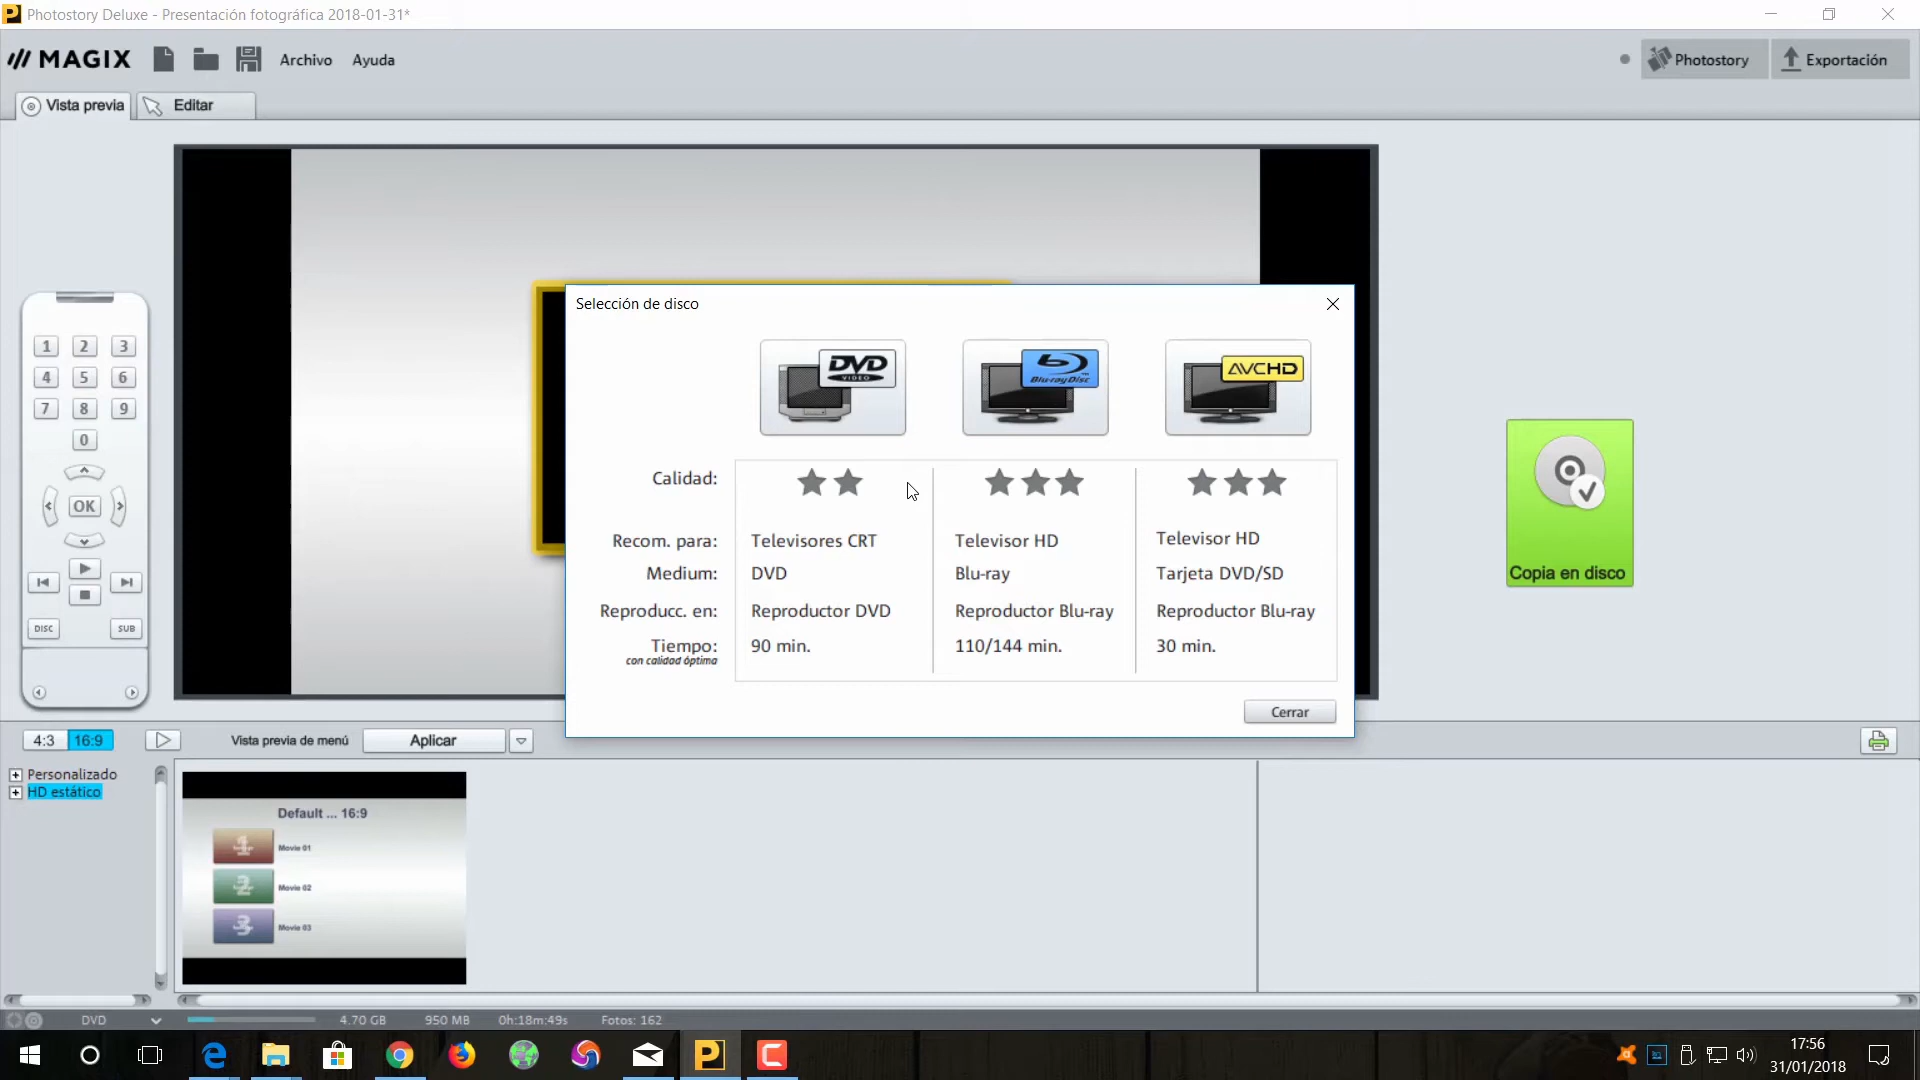 Photostory Deluxe - Presentación fotográfica 2018-01-31*
MAGIX
Archivo
Ayuda
Photostory
Exportación
Vista previa
Editar
Selección de disco
DVD
VIDEO
Blu-ray Disc
AVCHD
Calidad:
Recom. para:
Televisores CRT
Televisor HD
Televisor HD
Medium:
DVD
Blu-ray
Tarjeta DVD/SD
Reproducc. en:
Reproductor DVD
Reproductor Blu-ray
Reproductor Blu-ray
Tiempo:
con calidad óptima
90 min.
110/144 min.
30 min.
Cerrar
1 2 3
4 5 6
7 8 9
0
OK
DISC
SUB
Copia en disco
4:3
16:9
Vista previa de menú
Aplicar
Personalizado
HD estático
Default ... 16:9
1
Movie 01
2
Movie 02
3
Movie 03
DVD
4.70 GB
950 MB
0h:18m:49s
Fotos: 162
17:56
31/01/2018